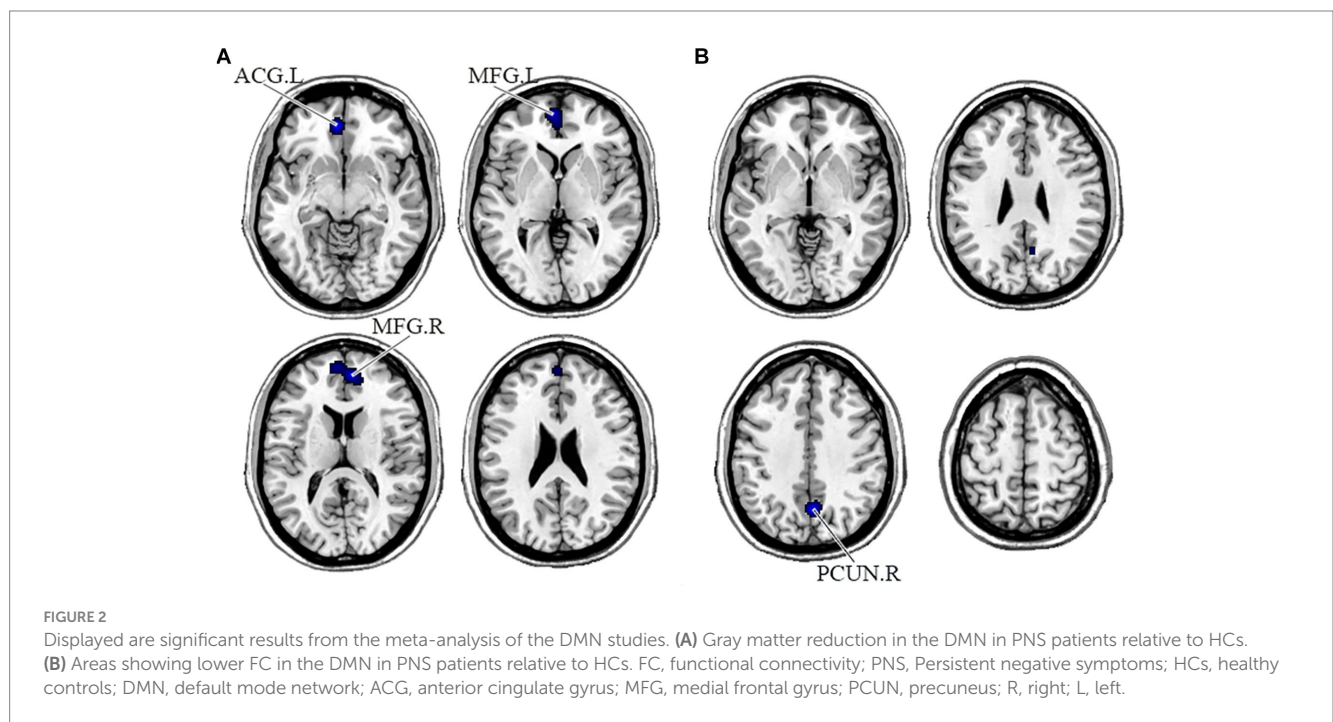 A
B
ACG.L
MFG.L
MFG.R
PCUN.R
FIGURE 2
Displayed are significant results from the meta-analysis of the DMN studies. (A) Gray matter reduction in the DMN in PNS patients relative to HCs.
(B) Areas showing lower FC in the DMN in PNS patients relative to HCs. FC, functional connectivity; PNS, Persistent negative symptoms; HCs, healthy
controls; DMN, default mode network; ACG, anterior cingulate gyrus; MFG, medial frontal gyrus; PCUN, precuneus; R, right; L, left.